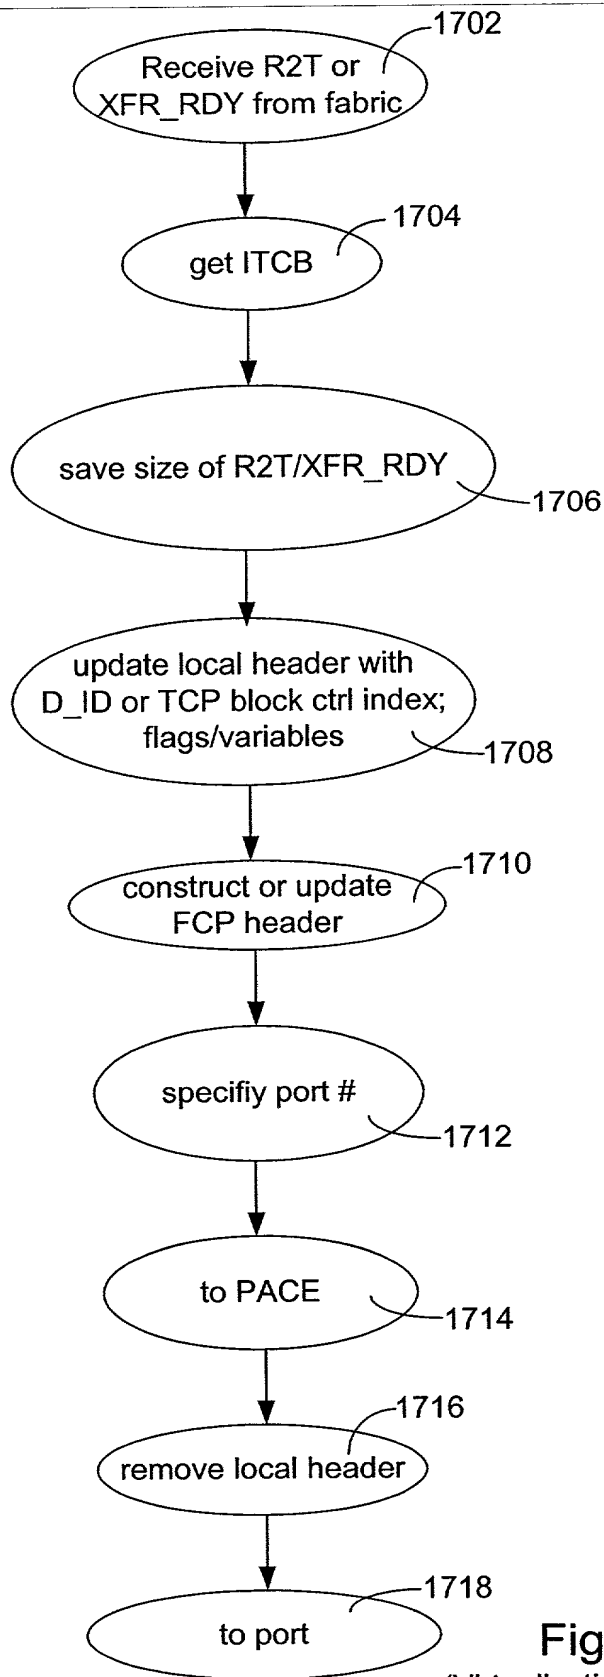 1702
Receive R2T or
XFR_RDY from fabric
1704
get ITCB
save size of R2T/XFR_RDY
1706
update local header with
D_ID or TCP block ctrl index;
flags/variables
1708
1710
construct or update
FCP header
specifiy port #
1712
to PACE
1714
1716
remove local header
1718
to port
Fig